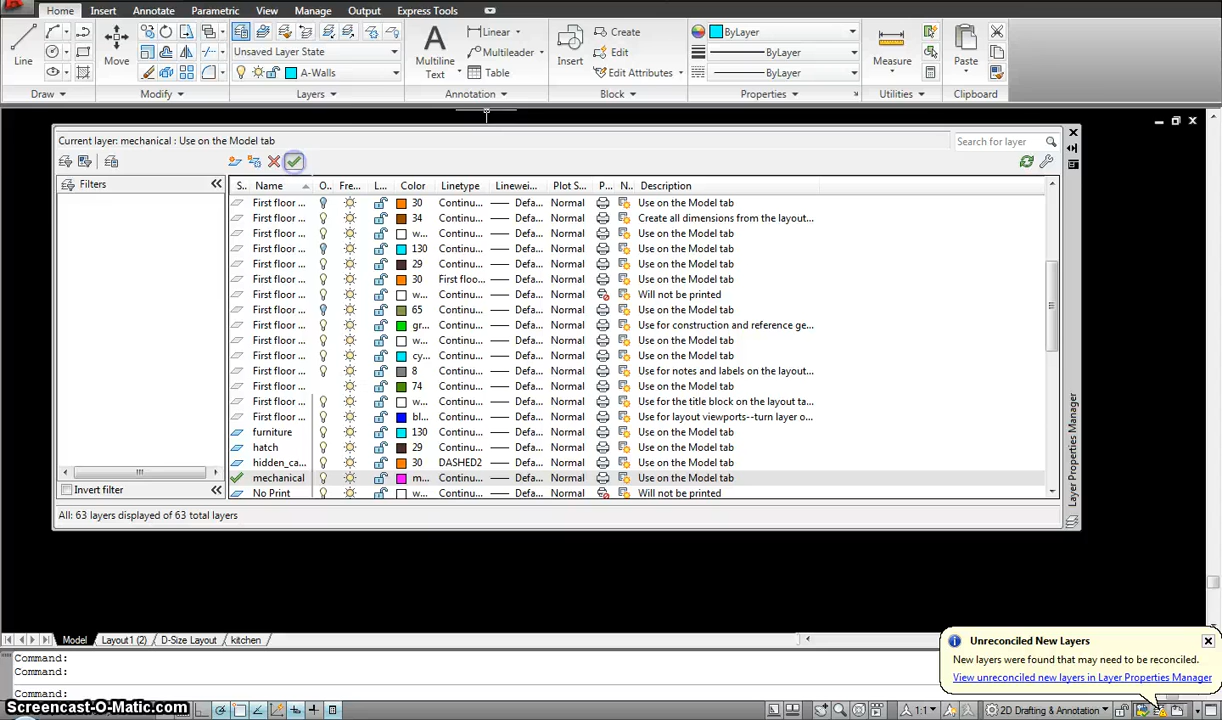 Home Insert Annotate Parametric View Manage Output Express Tools
Line Move Unsaved Layer State Multiline Text Linear Insert Create ByLayer Measure Paste
A-Walls Multileader Edit ByLayer
Table Edit Attributes ByLayer
Draw Modify Layers Annotation Block Properties Utilities Clipboard
Current layer: mechanical : Use on the Model tab Search for layer
Filters
S.. Name O.. Fre... L... Color Linetype Linewei... Plot S... P... N.. Description
First floor ... 30 Continu... Defa... Normal Use on the Model tab
First floor ... 34 Continu... Defa... Normal Create all dimensions from the layout...
First floor ... w... Continu... Defa... Normal Use on the Model tab
First floor ... 130 Continu... Defa... Normal Use on the Model tab
First floor ... 29 Continu... Defa... Normal Use on the Model tab
First floor ... 30 First floo... Defa... Normal Use on the Model tab
First floor ... w... Continu... Defa... Normal Will not be printed
First floor ... 65 Continu... Defa... Normal Use on the Model tab
First floor ... gr... Continu... Defa... Normal Use for construction and reference ge...
First floor ... w... Continu... Defa... Normal Use on the Model tab
First floor ... cy... Continu... Defa... Normal Use on the Model tab
First floor ... 8 Continu... Defa... Normal Use for notes and labels on the layout...
First floor ... 74 Continu... Defa... Normal Use on the Model tab
First floor ... w... Continu... Defa... Normal Use for the title block on the layout ta...
First floor ... bl... Continu... Defa... Normal Use for layout viewports--turn layer o...
furniture 130 Continu... Defa... Normal Use on the Model tab
hatch 29 Continu... Defa... Normal Use on the Model tab
hidden_ca... 30 DASHED2 Defa... Normal Use on the Model tab
mechanical m... Continu... Defa... Normal Use on the Model tab
No Print w... Continu... Defa... Normal Will not be printed
Invert filter
All: 63 layers displayed of 63 total layers
Layer Properties Manager
Model Layout1 (2) D-Size Layout kitchen
Unreconciled New Layers
New layers were found that may need to be reconciled.
View unreconciled new layers in Layer Properties Manager
Command:
Command:
Command:
Screencast-O-Matic.com
1:1 2D Drafting & Annotation